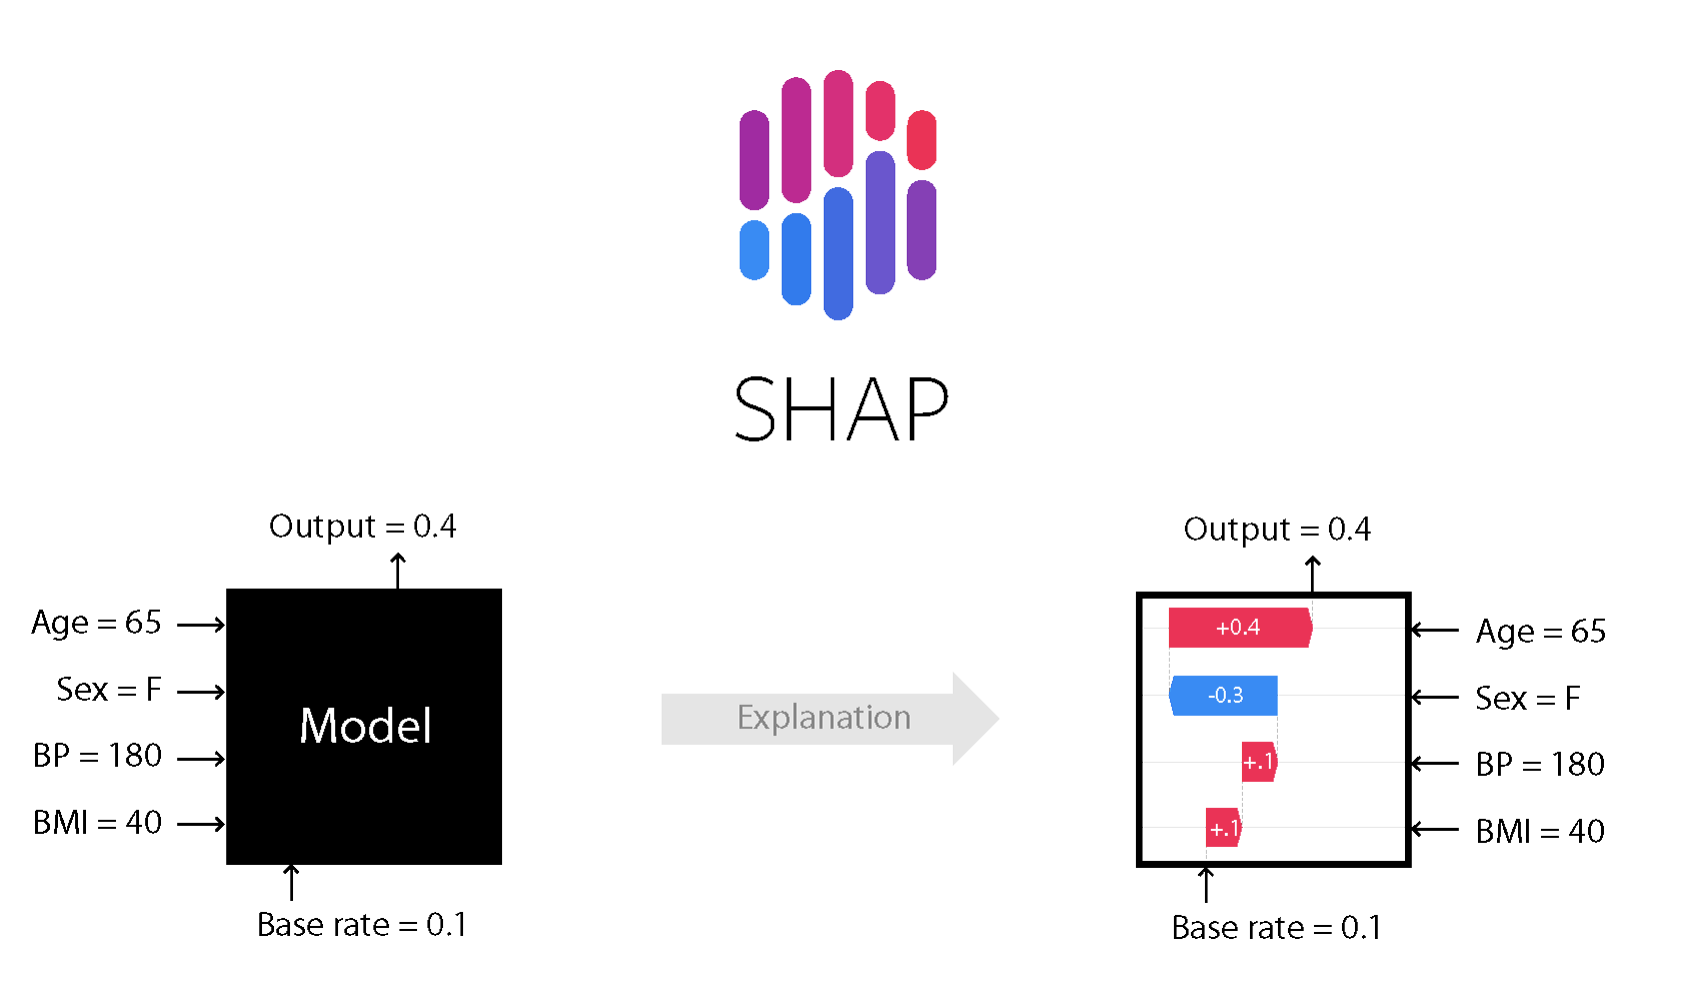 SHAP
Output = 0.4
Age = 65
Sex = F
BP = 180
BMI = 40
Model
Base rate = 0.1
Explanation
Output = 0.4
+0.4
Age = 65
-0.3
Sex = F
+.1
BP = 180
+.1
BMI = 40
Base rate = 0.1